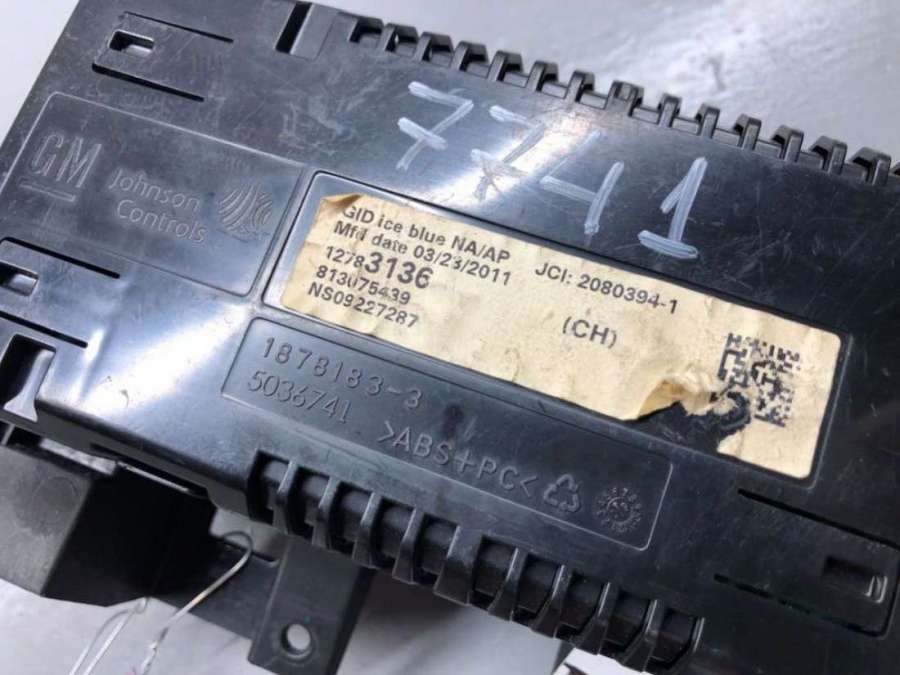 7741
GM
Johnson
Controls
GID ice blue NA/AP
Mfd date 03/23/2011
12783136
JCI: 2080394-1
813075439
NS09227287
(CH)
1878183-3
5036741
>ABS+PC<